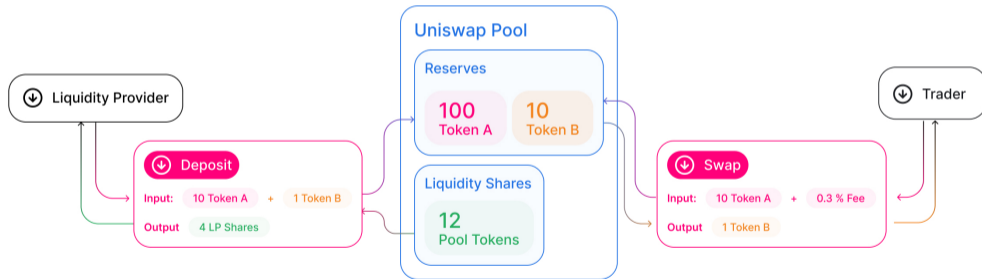 Uniswap Pool
Reserves
100
Token A
10
Token B
Liquidity Shares
12
Pool Tokens
Liquidity Provider
Deposit
Input: 10 Token A + 1 Token B
Output 4 LP Shares
Trader
Swap
Input: 10 Token A + 0.3 % Fee
Output 1 Token B